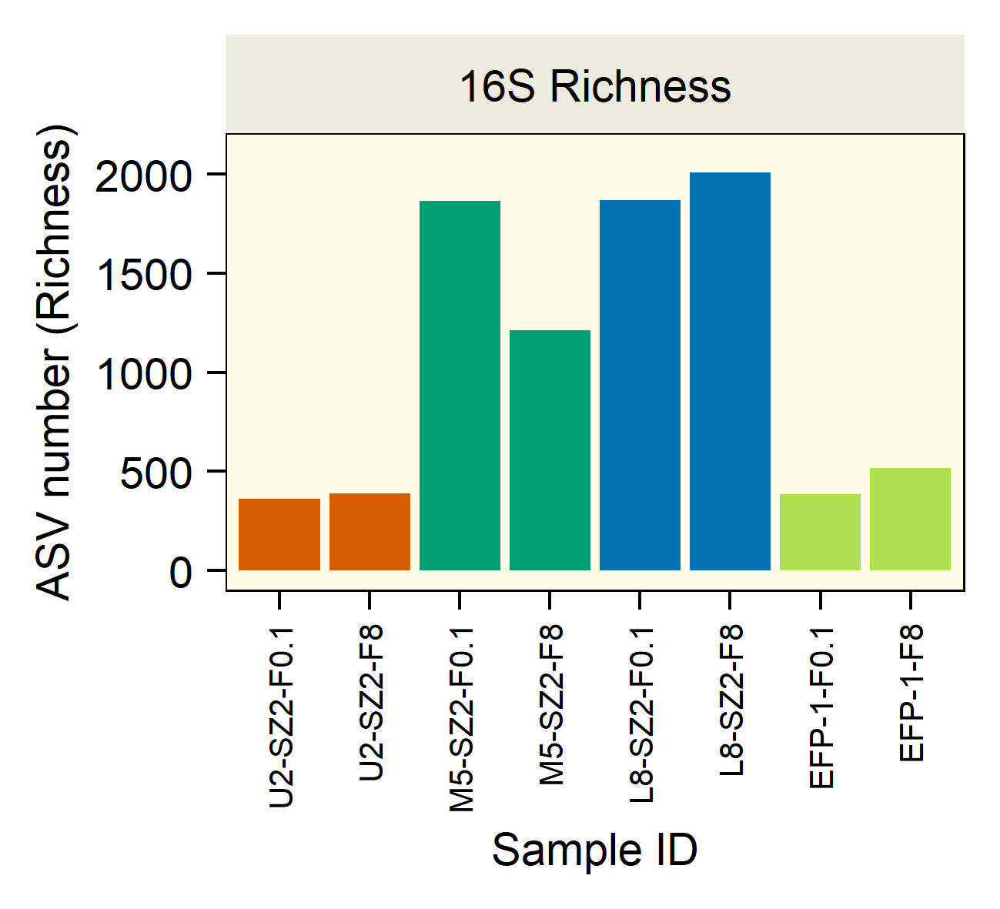 16S Richness
ASV number (Richness)
2000
1500
1000
500
0
U2-SZ2-F0.1
U2-SZ2-F8
M5-SZ2-F0.1
M5-SZ2-F8
L8-SZ2-F0.1
L8-SZ2-F8
EFP-1-F0.1
EFP-1-F8
Sample ID